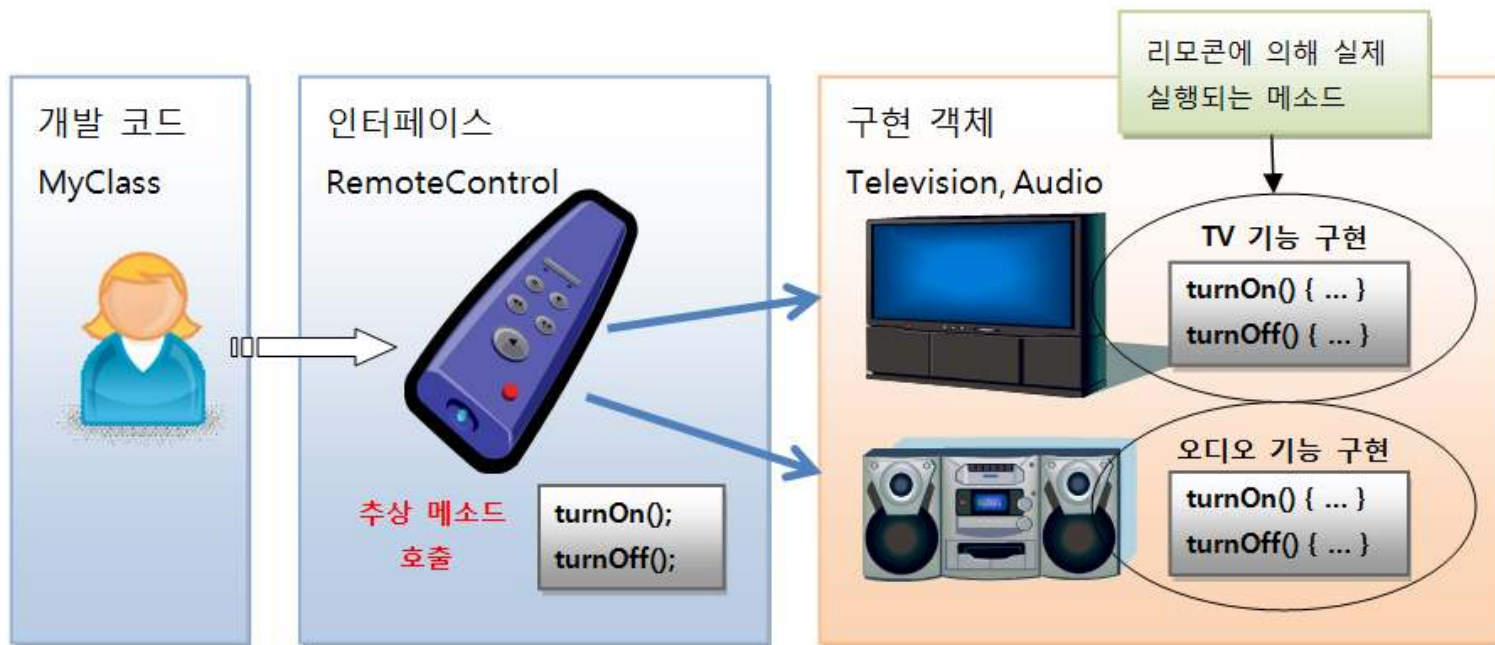 개발 코드
MyClass
인터페이스
RemoteControl
추상 메소드
호출
turnOn();
turnOff();
구현 객체
Television, Audio
리모콘에 의해 실제
실행되는 메소드
TV 기능 구현
turnOn() { ... }
turnOff() { ... }
오디오 기능 구현
turnOn() { ... }
turnOff() { ... }